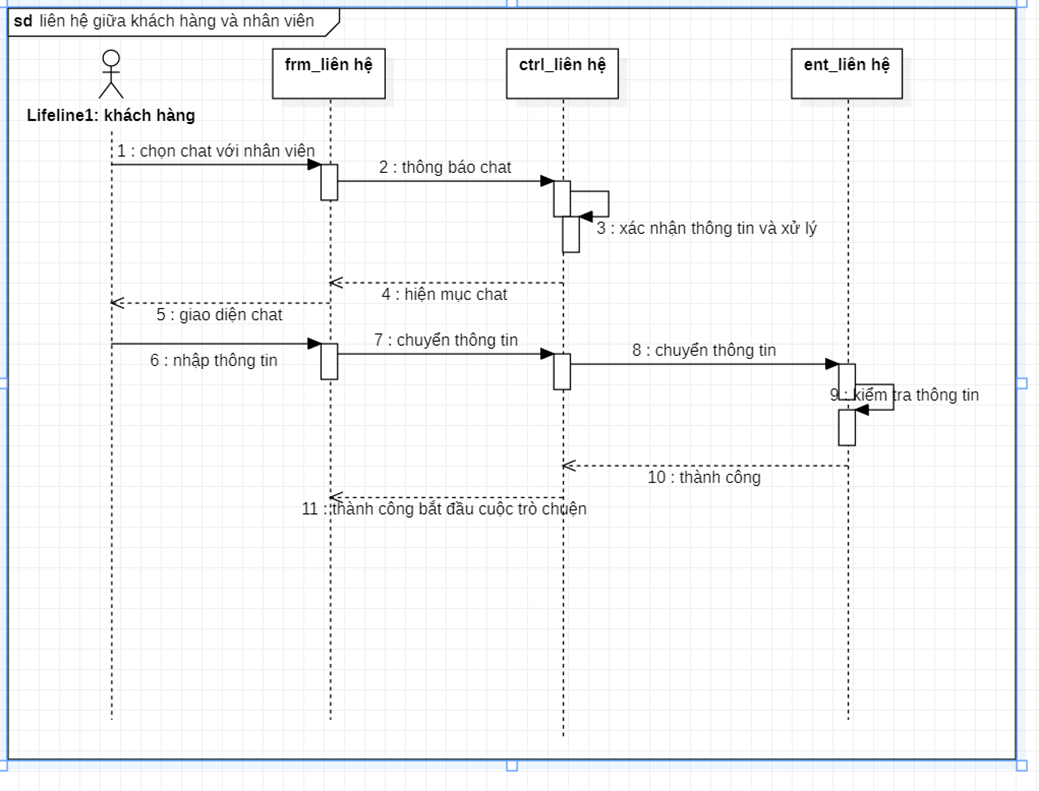 sd liên hệ giữa khách hàng và nhân viên
frm_liên hệ
ctrl_liên hệ
ent_liên hệ
Lifeline1: khách hàng
1 : chọn chat với nhân viên
2 : thông báo chat
3 : xác nhận thông tin và xử lý
4 : hiện mục chat
5 : giao diện chat
6 : nhập thông tin
7 : chuyển thông tin
8 : chuyển thông tin
9 : kiểm tra thông tin
10 : thành công
11 : thành công bắt đầu cuộc trò chuện